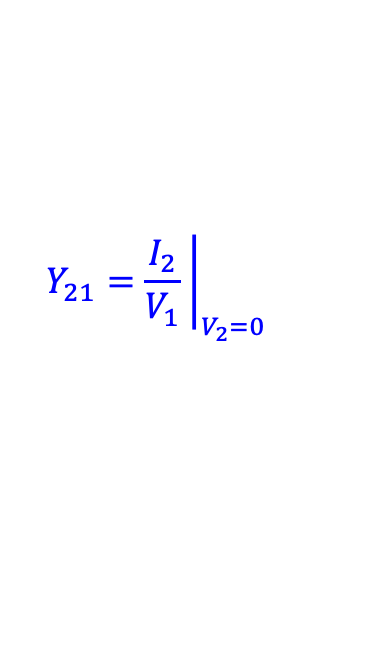 Y₂₁ = I₂/V₁ |V₂=0